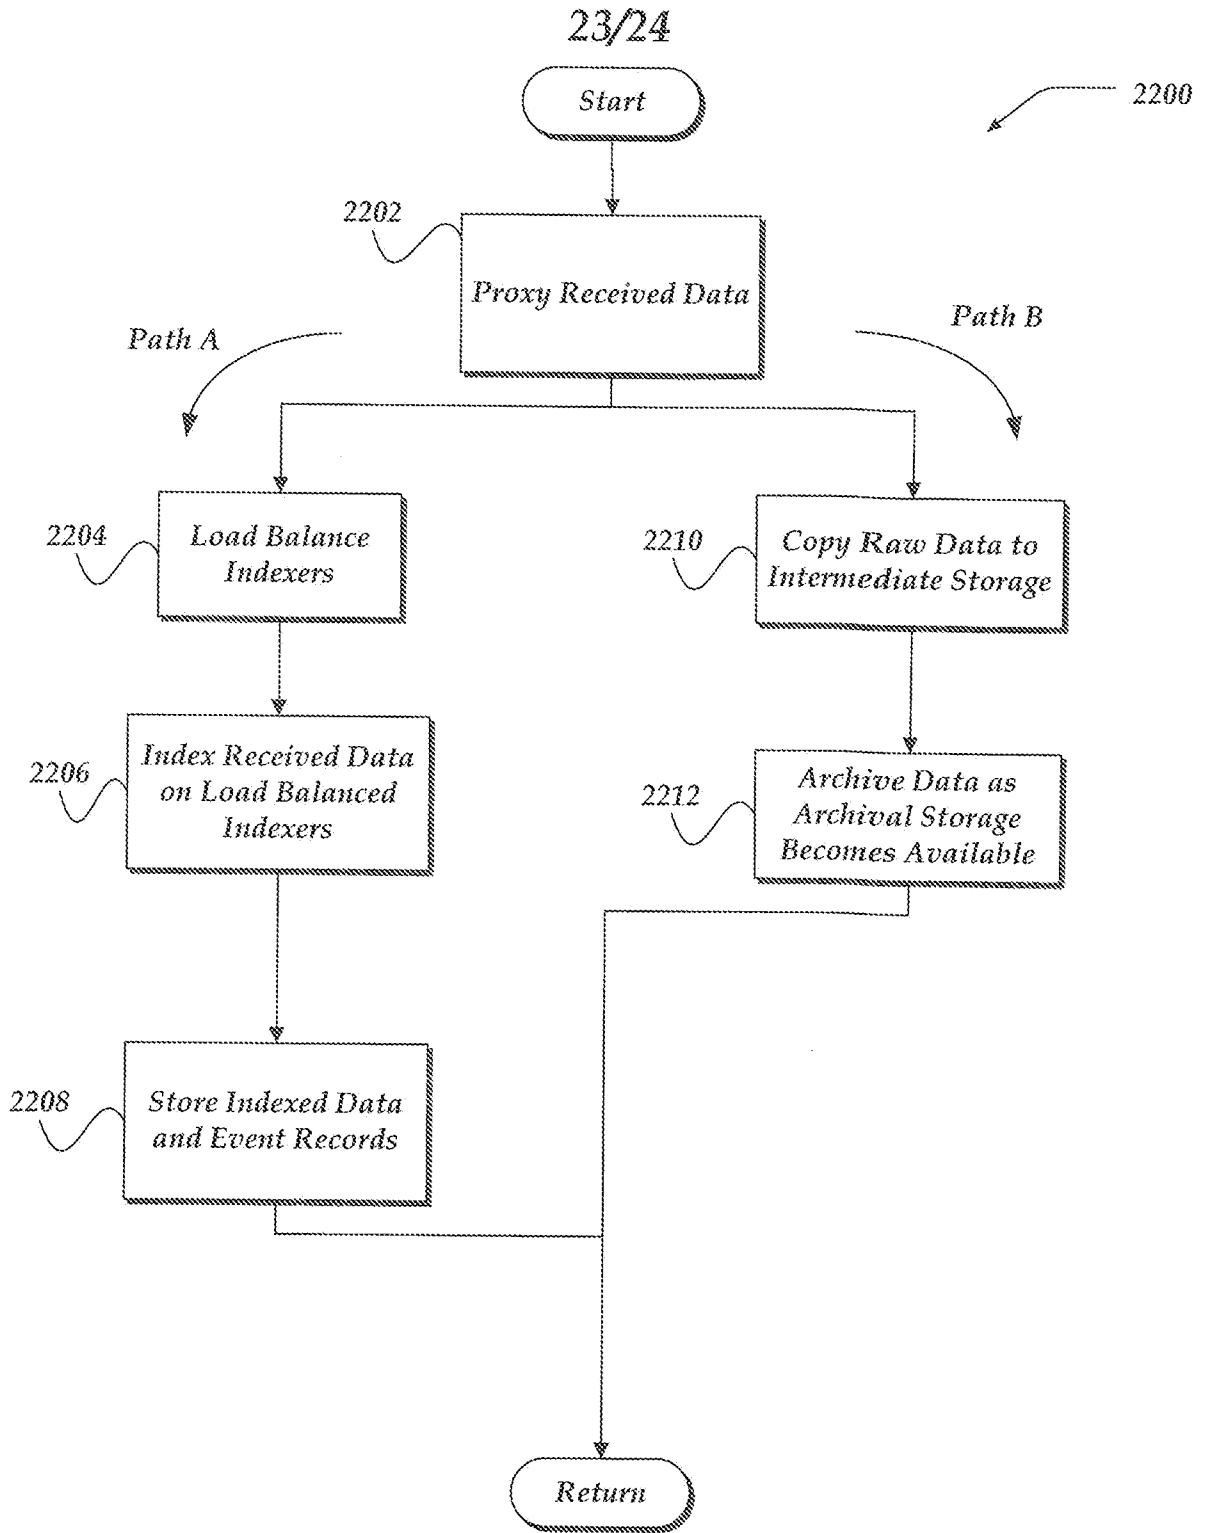 23/24
Start
2200
2202
Proxy Received Data
Path A
Path B
2204
Load Balance
Indexers
2210
Copy Raw Data to
Intermediate Storage
2206
Index Received Data
on Load Balanced
Indexers
2212
Archive Data as
Archival Storage
Becomes Available
2208
Store Indexed Data
and Event Records
Return